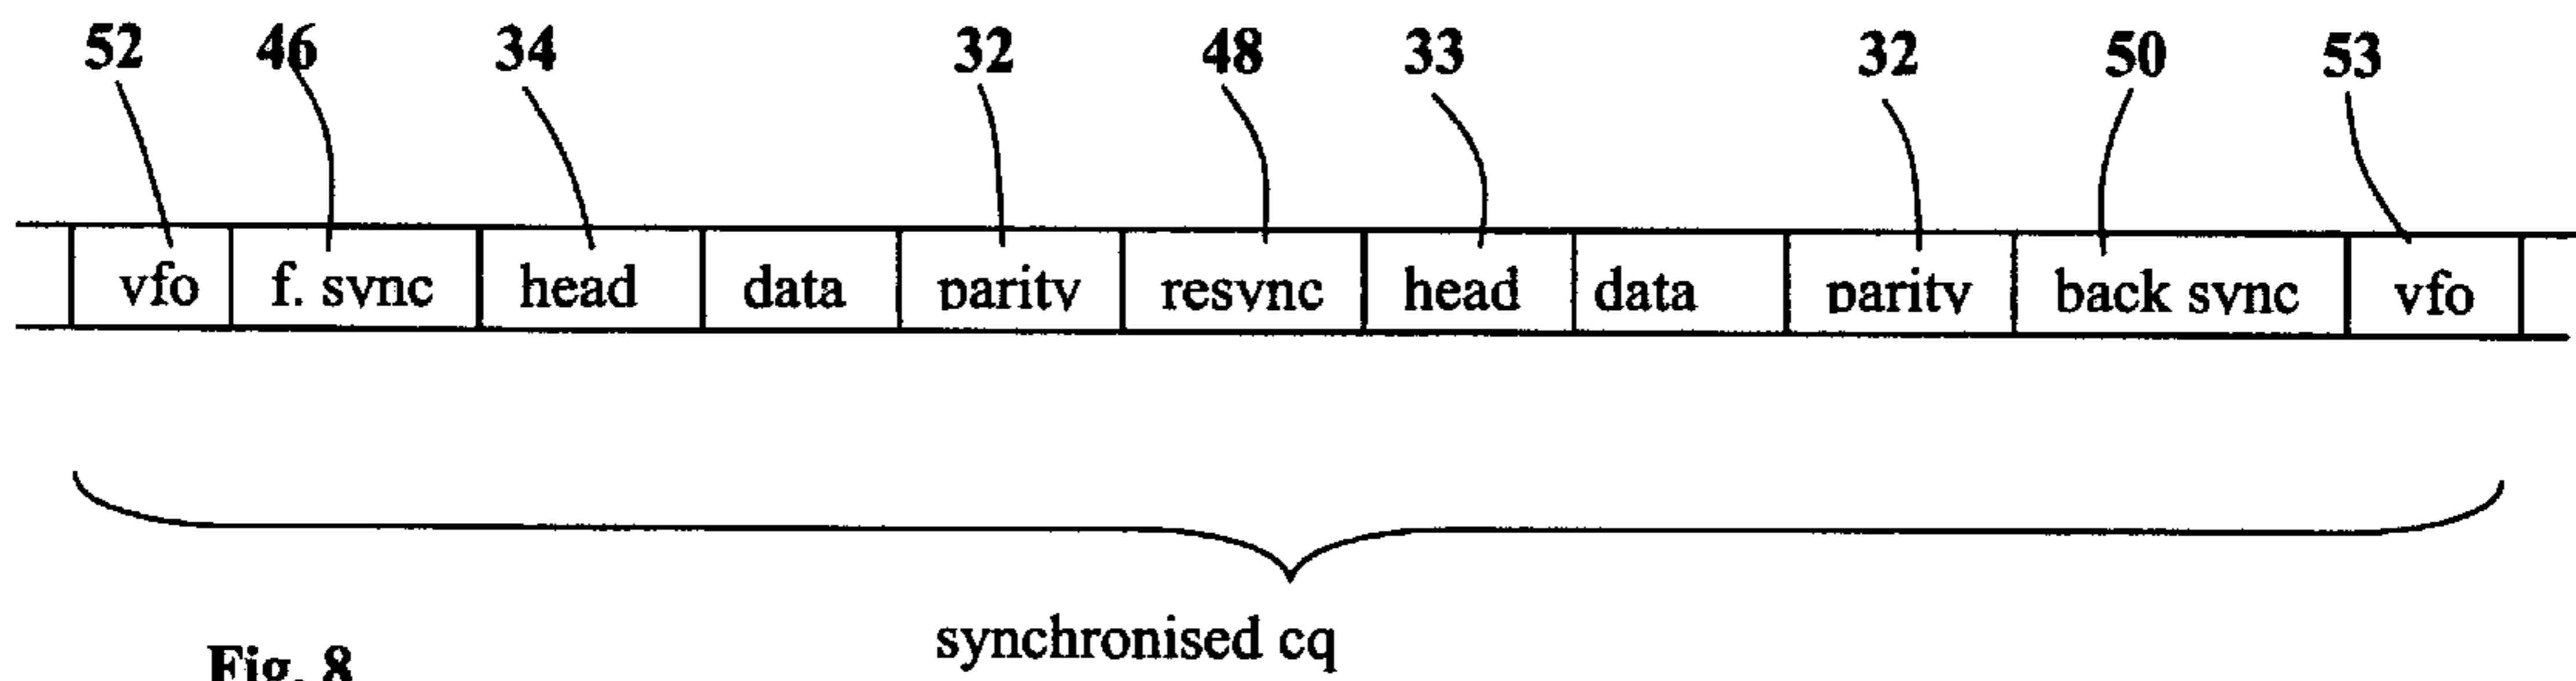 52 46 34 32 48 33 32 50 53
vfo f. sync head data parity resync head data parity back sync vfo
synchronised cq
Fig. 8